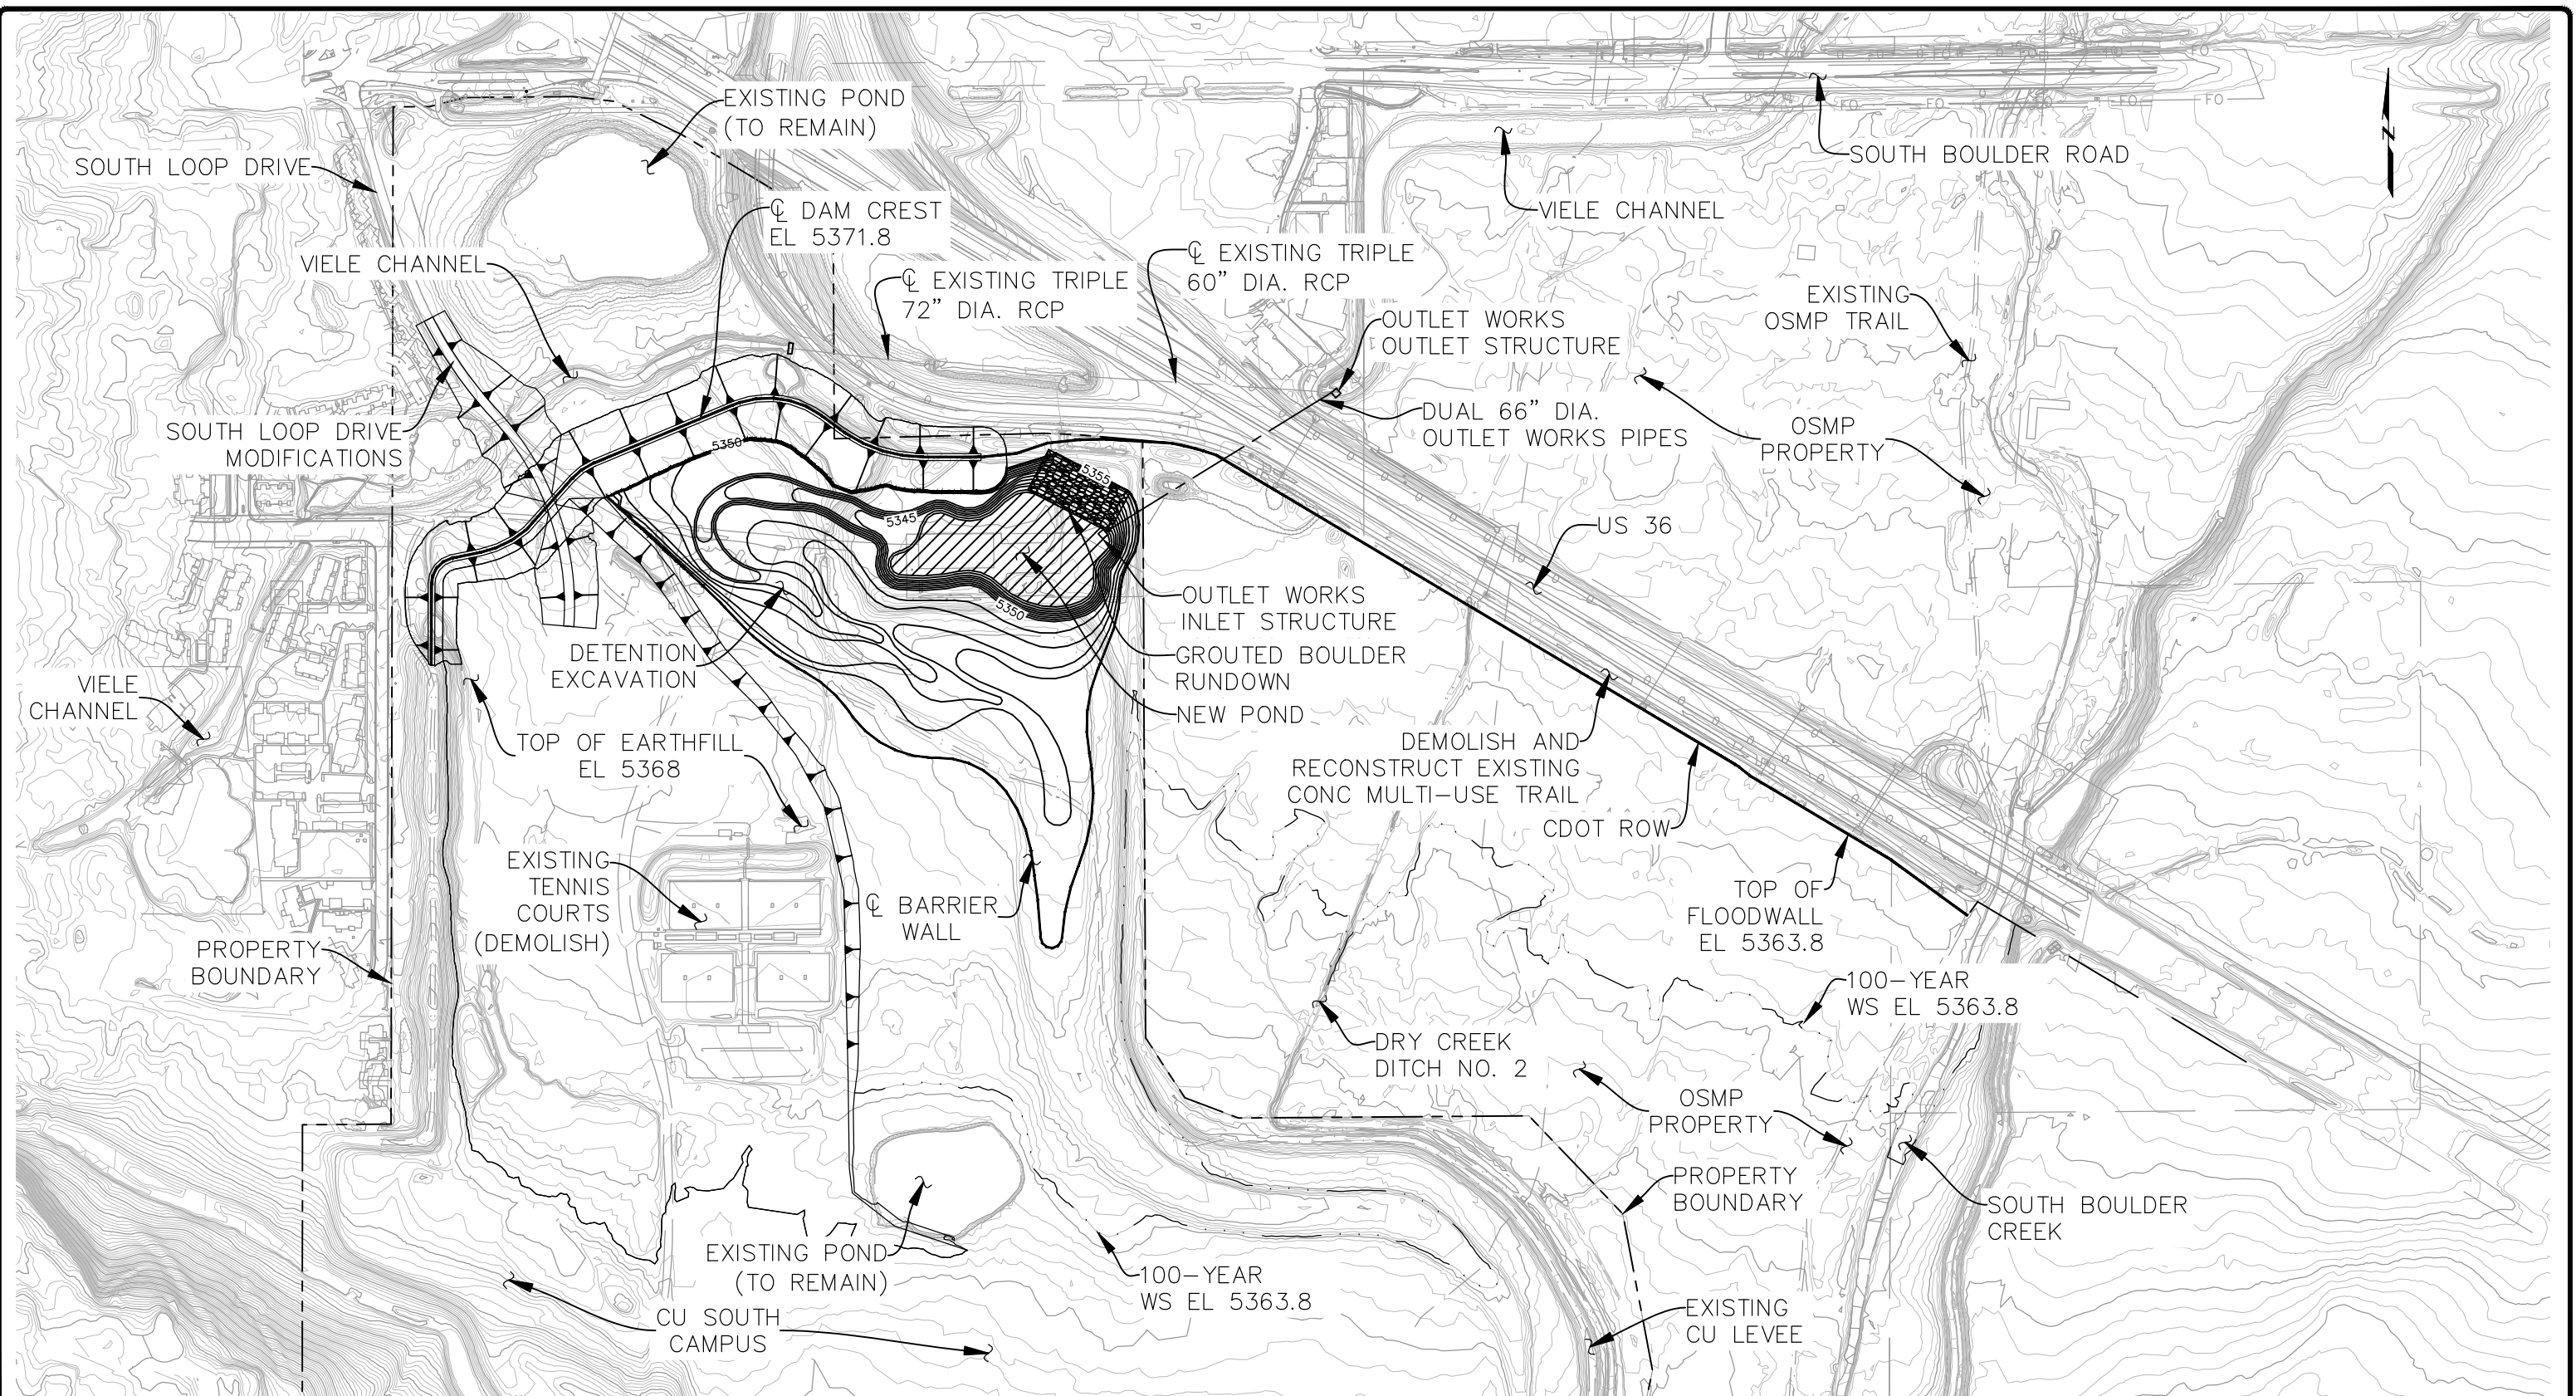 EXISTING POND
(TO REMAIN)
SOUTH LOOP DRIVE
SOUTH BOULDER ROAD
FO
FO
FO
FO
FO
N
℄ DAM CREST
EL 5371.8
VIELE CHANNEL
VIELE CHANNEL
℄ EXISTING TRIPLE
72” DIA. RCP
℄ EXISTING TRIPLE
60” DIA. RCP
OUTLET WORKS
OUTLET STRUCTURE
EXISTING
OSMP TRAIL
DUAL 66” DIA.
OUTLET WORKS PIPES
OSMP
PROPERTY
SOUTH LOOP DRIVE
MODIFICATIONS
5350
5355
5345
5350
US 36
OUTLET WORKS
INLET STRUCTURE
GROUTED BOULDER
RUNDOWN
NEW POND
DETENTION
EXCAVATION
VIELE
CHANNEL
TOP OF EARTHFILL
EL 5368
DEMOLISH AND
RECONSTRUCT EXISTING
CONC MULTI-USE TRAIL
CDOT ROW
EXISTING
TENNIS
COURTS
(DEMOLISH)
℄ BARRIER
WALL
TOP OF
FLOODWALL
EL 5363.8
PROPERTY
BOUNDARY
100-YEAR
WS EL 5363.8
DRY CREEK
DITCH NO. 2
OSMP
PROPERTY
PROPERTY
BOUNDARY
SOUTH BOULDER
CREEK
EXISTING POND
(TO REMAIN)
100-YEAR
WS EL 5363.8
CU SOUTH
CAMPUS
EXISTING
CU LEVEE